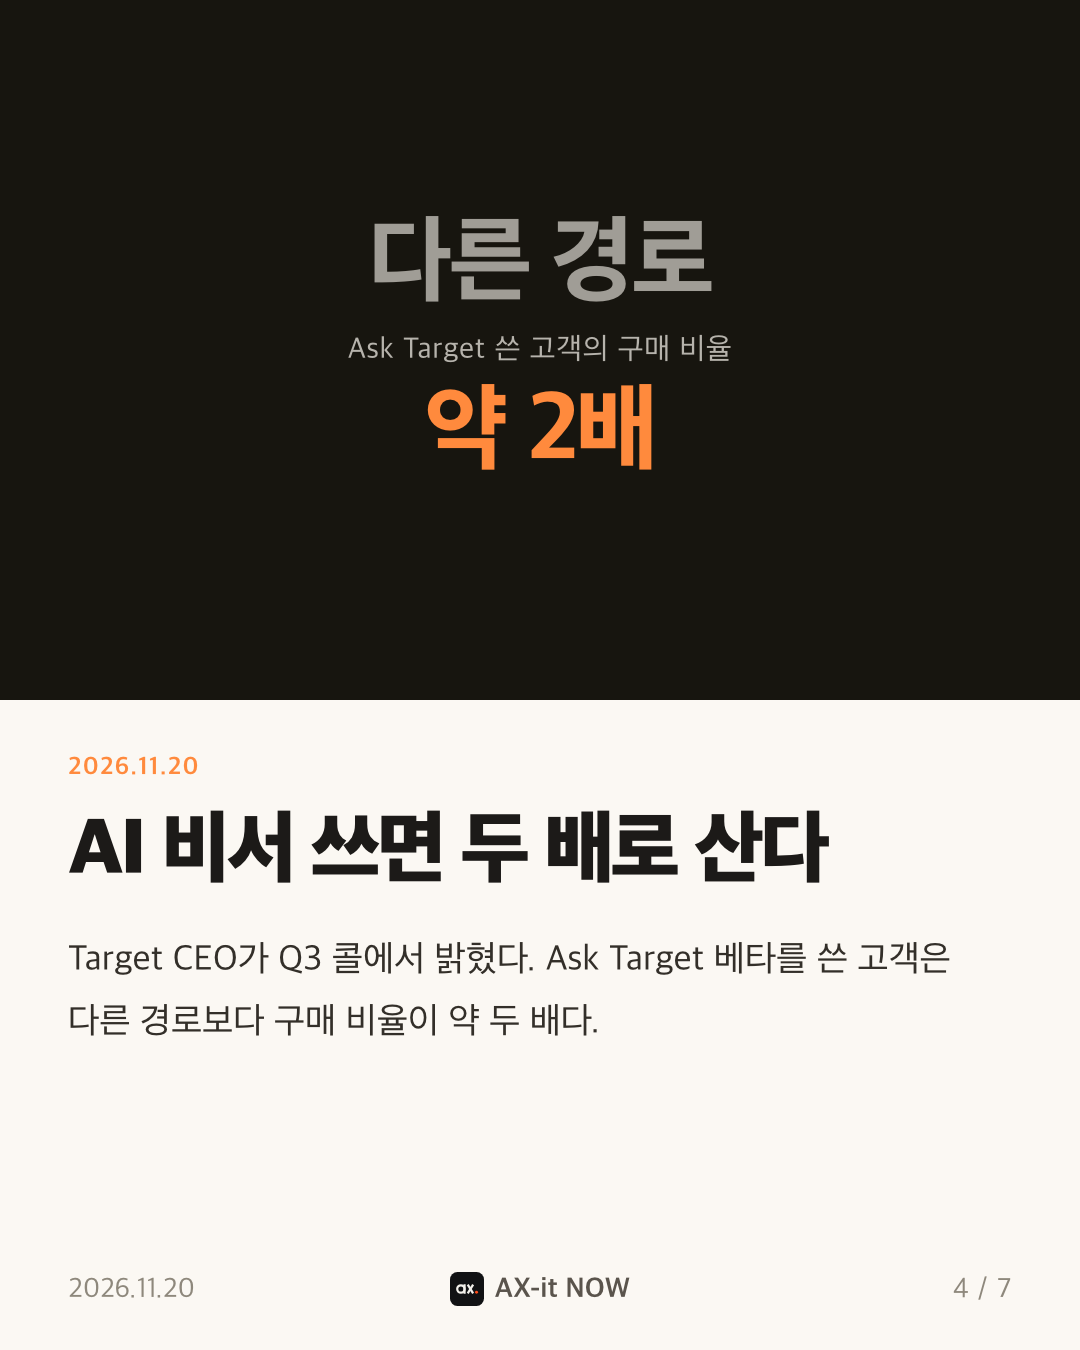 다른 경로
Ask Target 쓴 고객의 구매 비율
약 2배
2026.11.20
AI 비서 쓰면 두 배로 산다
Target CEO가 Q3 콜에서 밝혔다. Ask Target 베타를 쓴 고객은
다른 경로보다 구매 비율이 약 두 배다.
2026.11.20
ax.
AX-it NOW
4 / 7